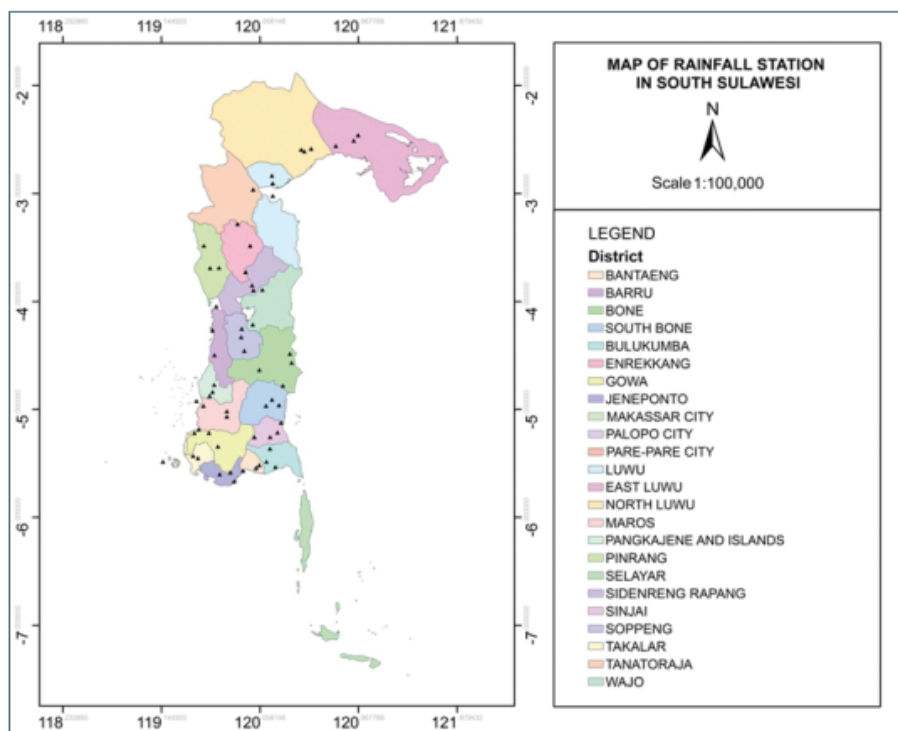 118 119 120 120 121
-2
-3
-4
-5
-6
-7
118 119 120 120 121
-2
-3
-4
-5
-6
-7
MAP OF RAINFALL STATION
IN SOUTH SULAWESI
N
Scale 1:100,000
LEGEND
District
BANTAENG
BARRU
BONE
SOUTH BONE
BULUKUMBA
ENREKKANG
GOWA
JENEPONTO
MAKASSAR CITY
PALOPO CITY
PARE-PARE CITY
LUWU
EAST LUWU
NORTH LUWU
MAROS
PANGKAJENE AND ISLANDS
PINRANG
SELAYAR
SIDENRENG RAPANG
SINJAI
SOPPENG
TAKALAR
TANATORAJA
WAJO